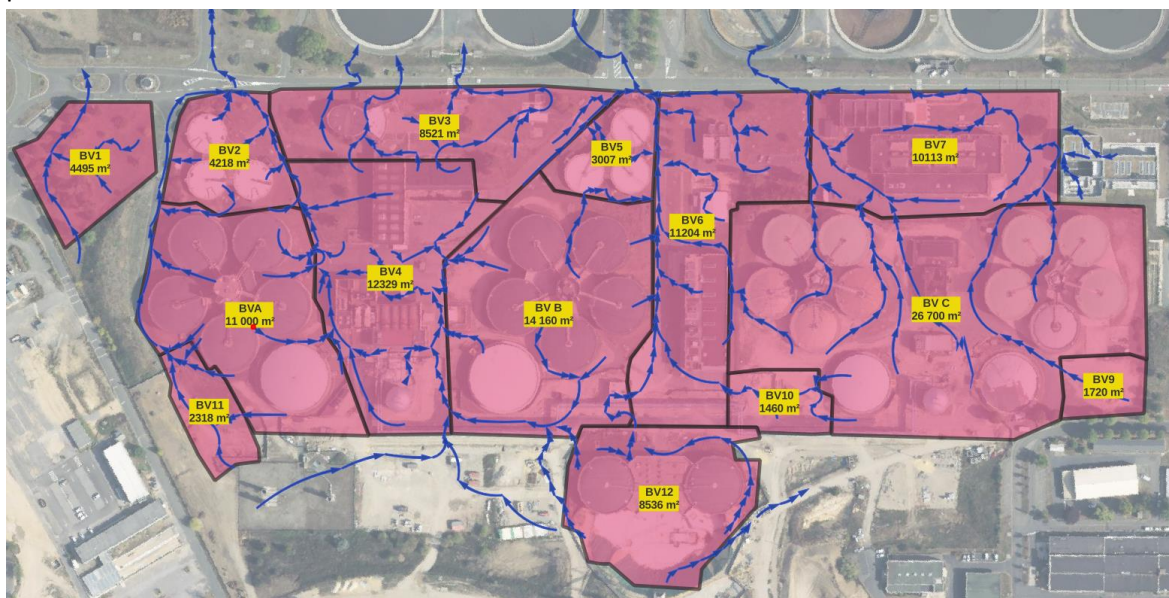 BV1
4495 m²
BV2
4218 m²
BV3
8521 m²
BV5
3007 m²
BV7
10113 m²
BV6
11204 m²
BV4
12329 m²
BVA
11 000 m²
BV B
14 160 m²
BV C
26 700 m²
BV9
1720 m²
BV10
1460 m²
BV11
2318 m²
BV12
8536 m²